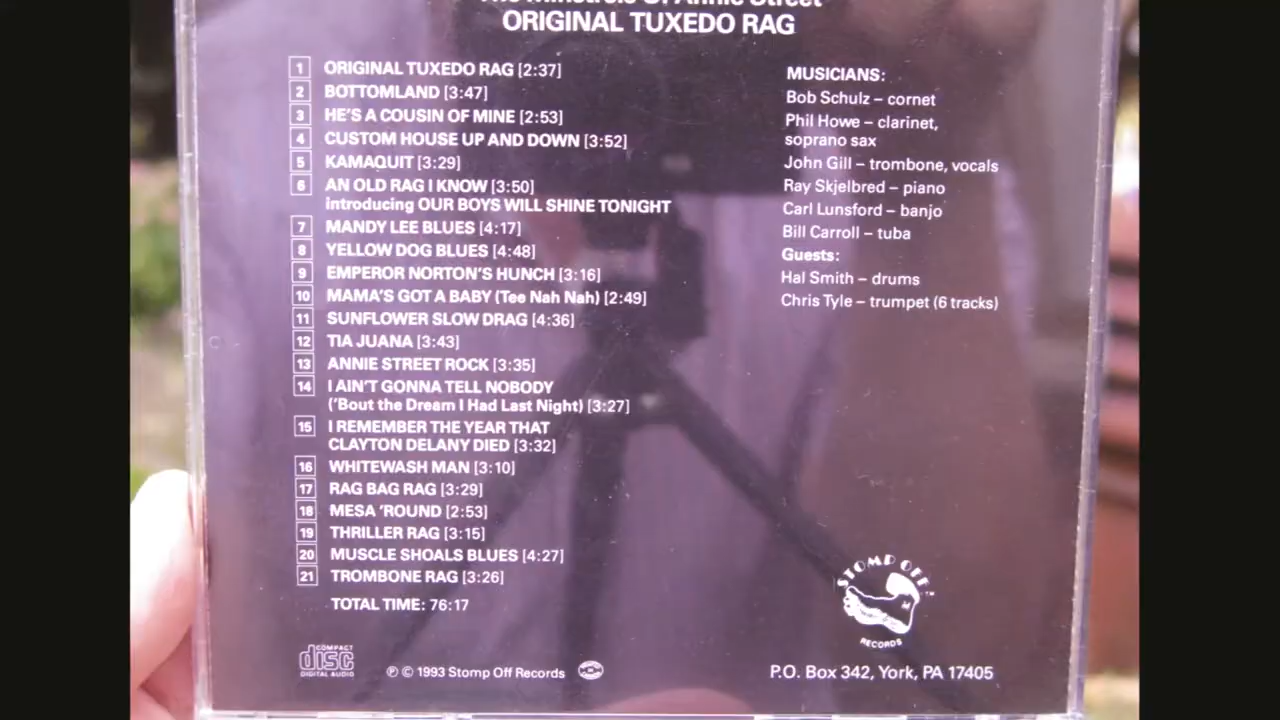 The Minstrels Of Annie Street
ORIGINAL TUXEDO RAG
1 ORIGINAL TUXEDO RAG [2:37]
2 BOTTOMLAND [3:47]
3 HE'S A COUSIN OF MINE [2:53]
4 CUSTOM HOUSE UP AND DOWN [3:52]
5 KAMAQUIT [3:29]
6 AN OLD RAG I KNOW [3:50]
introducing OUR BOYS WILL SHINE TONIGHT
7 MANDY LEE BLUES [4:17]
8 YELLOW DOG BLUES [4:48]
9 EMPEROR NORTON'S HUNCH [3:16]
10 MAMA'S GOT A BABY (Tee Nah Nah) [2:49]
11 SUNFLOWER SLOW DRAG [4:36]
12 TIA JUANA [3:43]
13 ANNIE STREET ROCK [3:35]
14 I AIN'T GONNA TELL NOBODY
('Bout the Dream I Had Last Night) [3:27]
15 I REMEMBER THE YEAR THAT
CLAYTON DELANY DIED [3:32]
16 WHITEWASH MAN [3:10]
17 RAG BAG RAG [3:29]
18 MESA 'ROUND [2:53]
19 THRILLER RAG [3:15]
20 MUSCLE SHOALS BLUES [4:27]
21 TROMBONE RAG [3:26]
TOTAL TIME: 76:17
MUSICIANS:
Bob Schulz – cornet
Phil Howe – clarinet,
soprano sax
John Gill – trombone, vocals
Ray Skjelbred – piano
Carl Lunsford – banjo
Bill Carroll – tuba
Guests:
Hal Smith – drums
Chris Tyle – trumpet (6 tracks)
STOMP OFF
RECORDS
COMPACT
disc
DIGITAL AUDIO
℗ © 1993 Stomp Off Records
P.O. Box 342, York, PA 17405